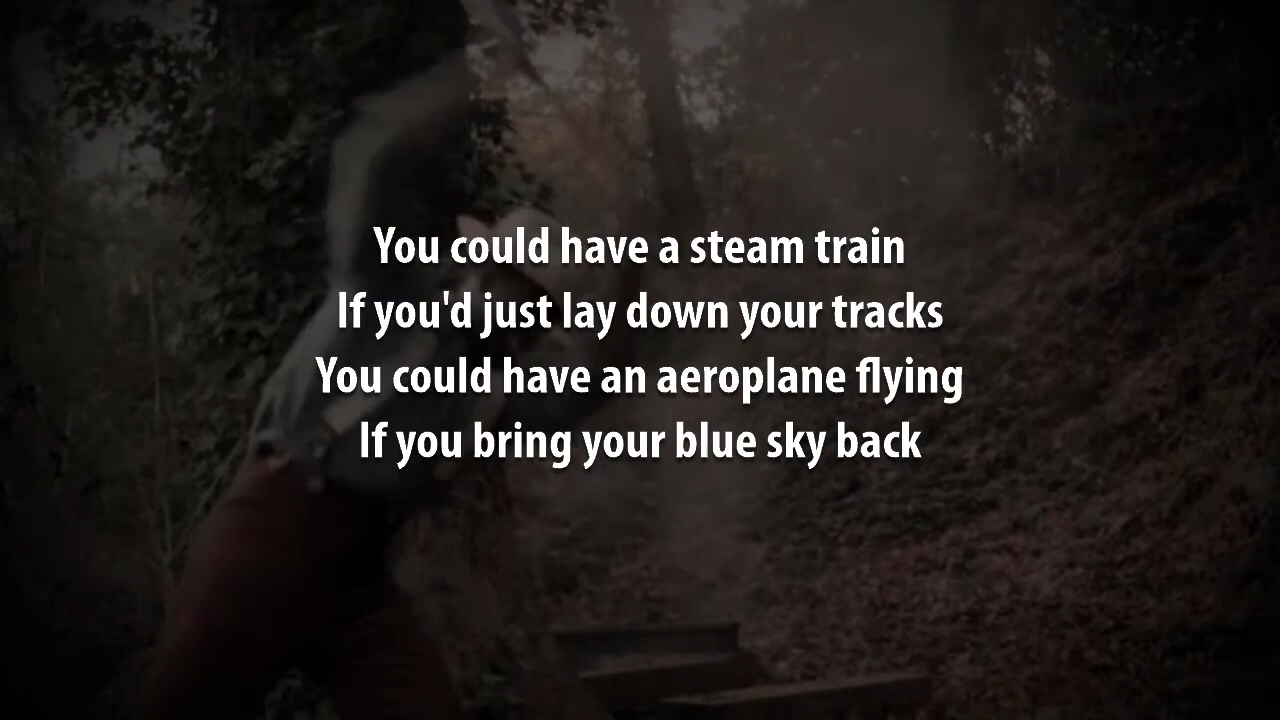 You could have a steam train
If you'd just lay down your tracks
You could have an aeroplane flying
If you bring your blue sky back